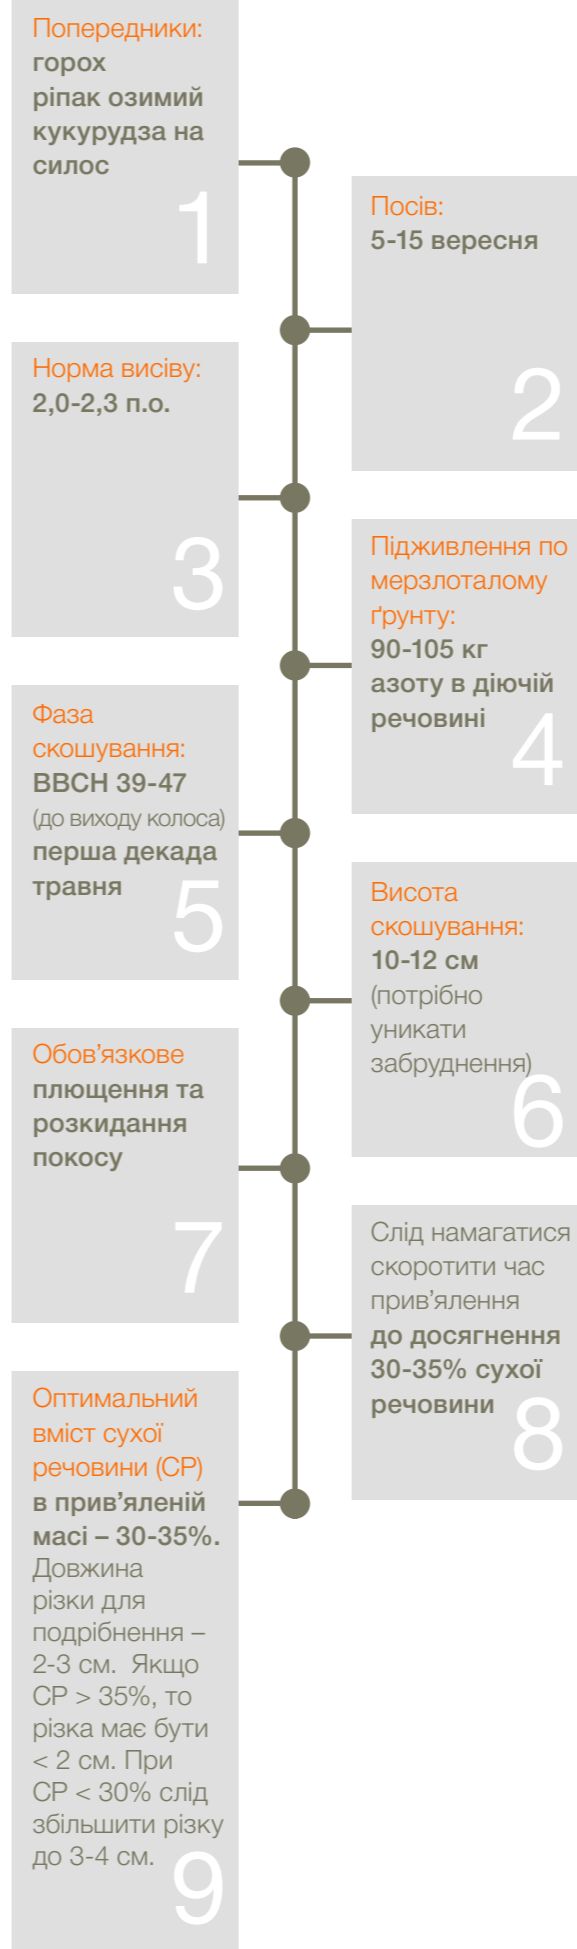 Попередники:
горох
ріпак озимий
кукурудза на
силос
1
Посів:
5-15 вересня
2
Норма висіву:
2,0-2,3 п.о.
3
Підживлення по
мерзлоталому
ґрунту:
90-105 кг
азоту в діючій
речовині
4
Фаза
скошування:
ВВСН 39-47
(до виходу колоса)
перша декада
травня
5
Висота
скошування:
10-12 см
(потрібно
уникати
забруднення)
6
Обов’язкове
плющення та
розкидання
покосу
7
Слід намагатися
скоротити час
прив’ялення
до досягнення
30-35% сухої
речовини
8
Оптимальний
вміст сухої
речовини (СР)
в прив’яленій
масі – 30-35%.
Довжина
різки для
подрібнення –
2-3 см. Якщо
СР > 35%, то
різка має бути
< 2 см. При
СР < 30% слід
збільшити різку
до 3-4 см.
9